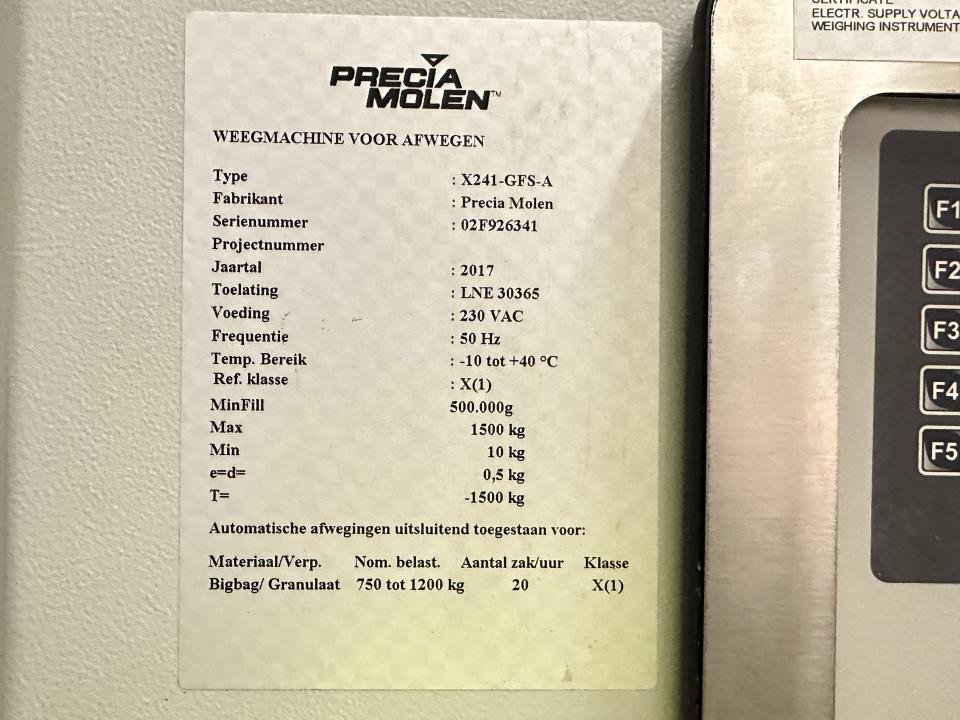 PRECIA
MOLEN™
WEEGMACHINE VOOR AFWEGEN
Type : X241-GFS-A
Fabrikant : Precia Molen
Serienummer : 02F926341
Projectnummer
Jaartal : 2017
Toelating : LNE 30365
Voeding : 230 VAC
Frequentie : 50 Hz
Temp. Bereik : -10 tot +40 °C
Ref. klasse : X(1)
MinFill 500.000g
Max 1500 kg
Min 10 kg
e=d= 0,5 kg
T= -1500 kg
Automatische afwegingen uitsluitend toegestaan voor:
Materiaal/Verp. Nom. belast. Aantal zak/uur Klasse
Bigbag/ Granulaat 750 tot 1200 kg 20 X(1)
CERTIFICATE
ELECTR. SUPPLY VOLTA
WEIGHING INSTRUMENT
F1
F2
F3
F4
F5